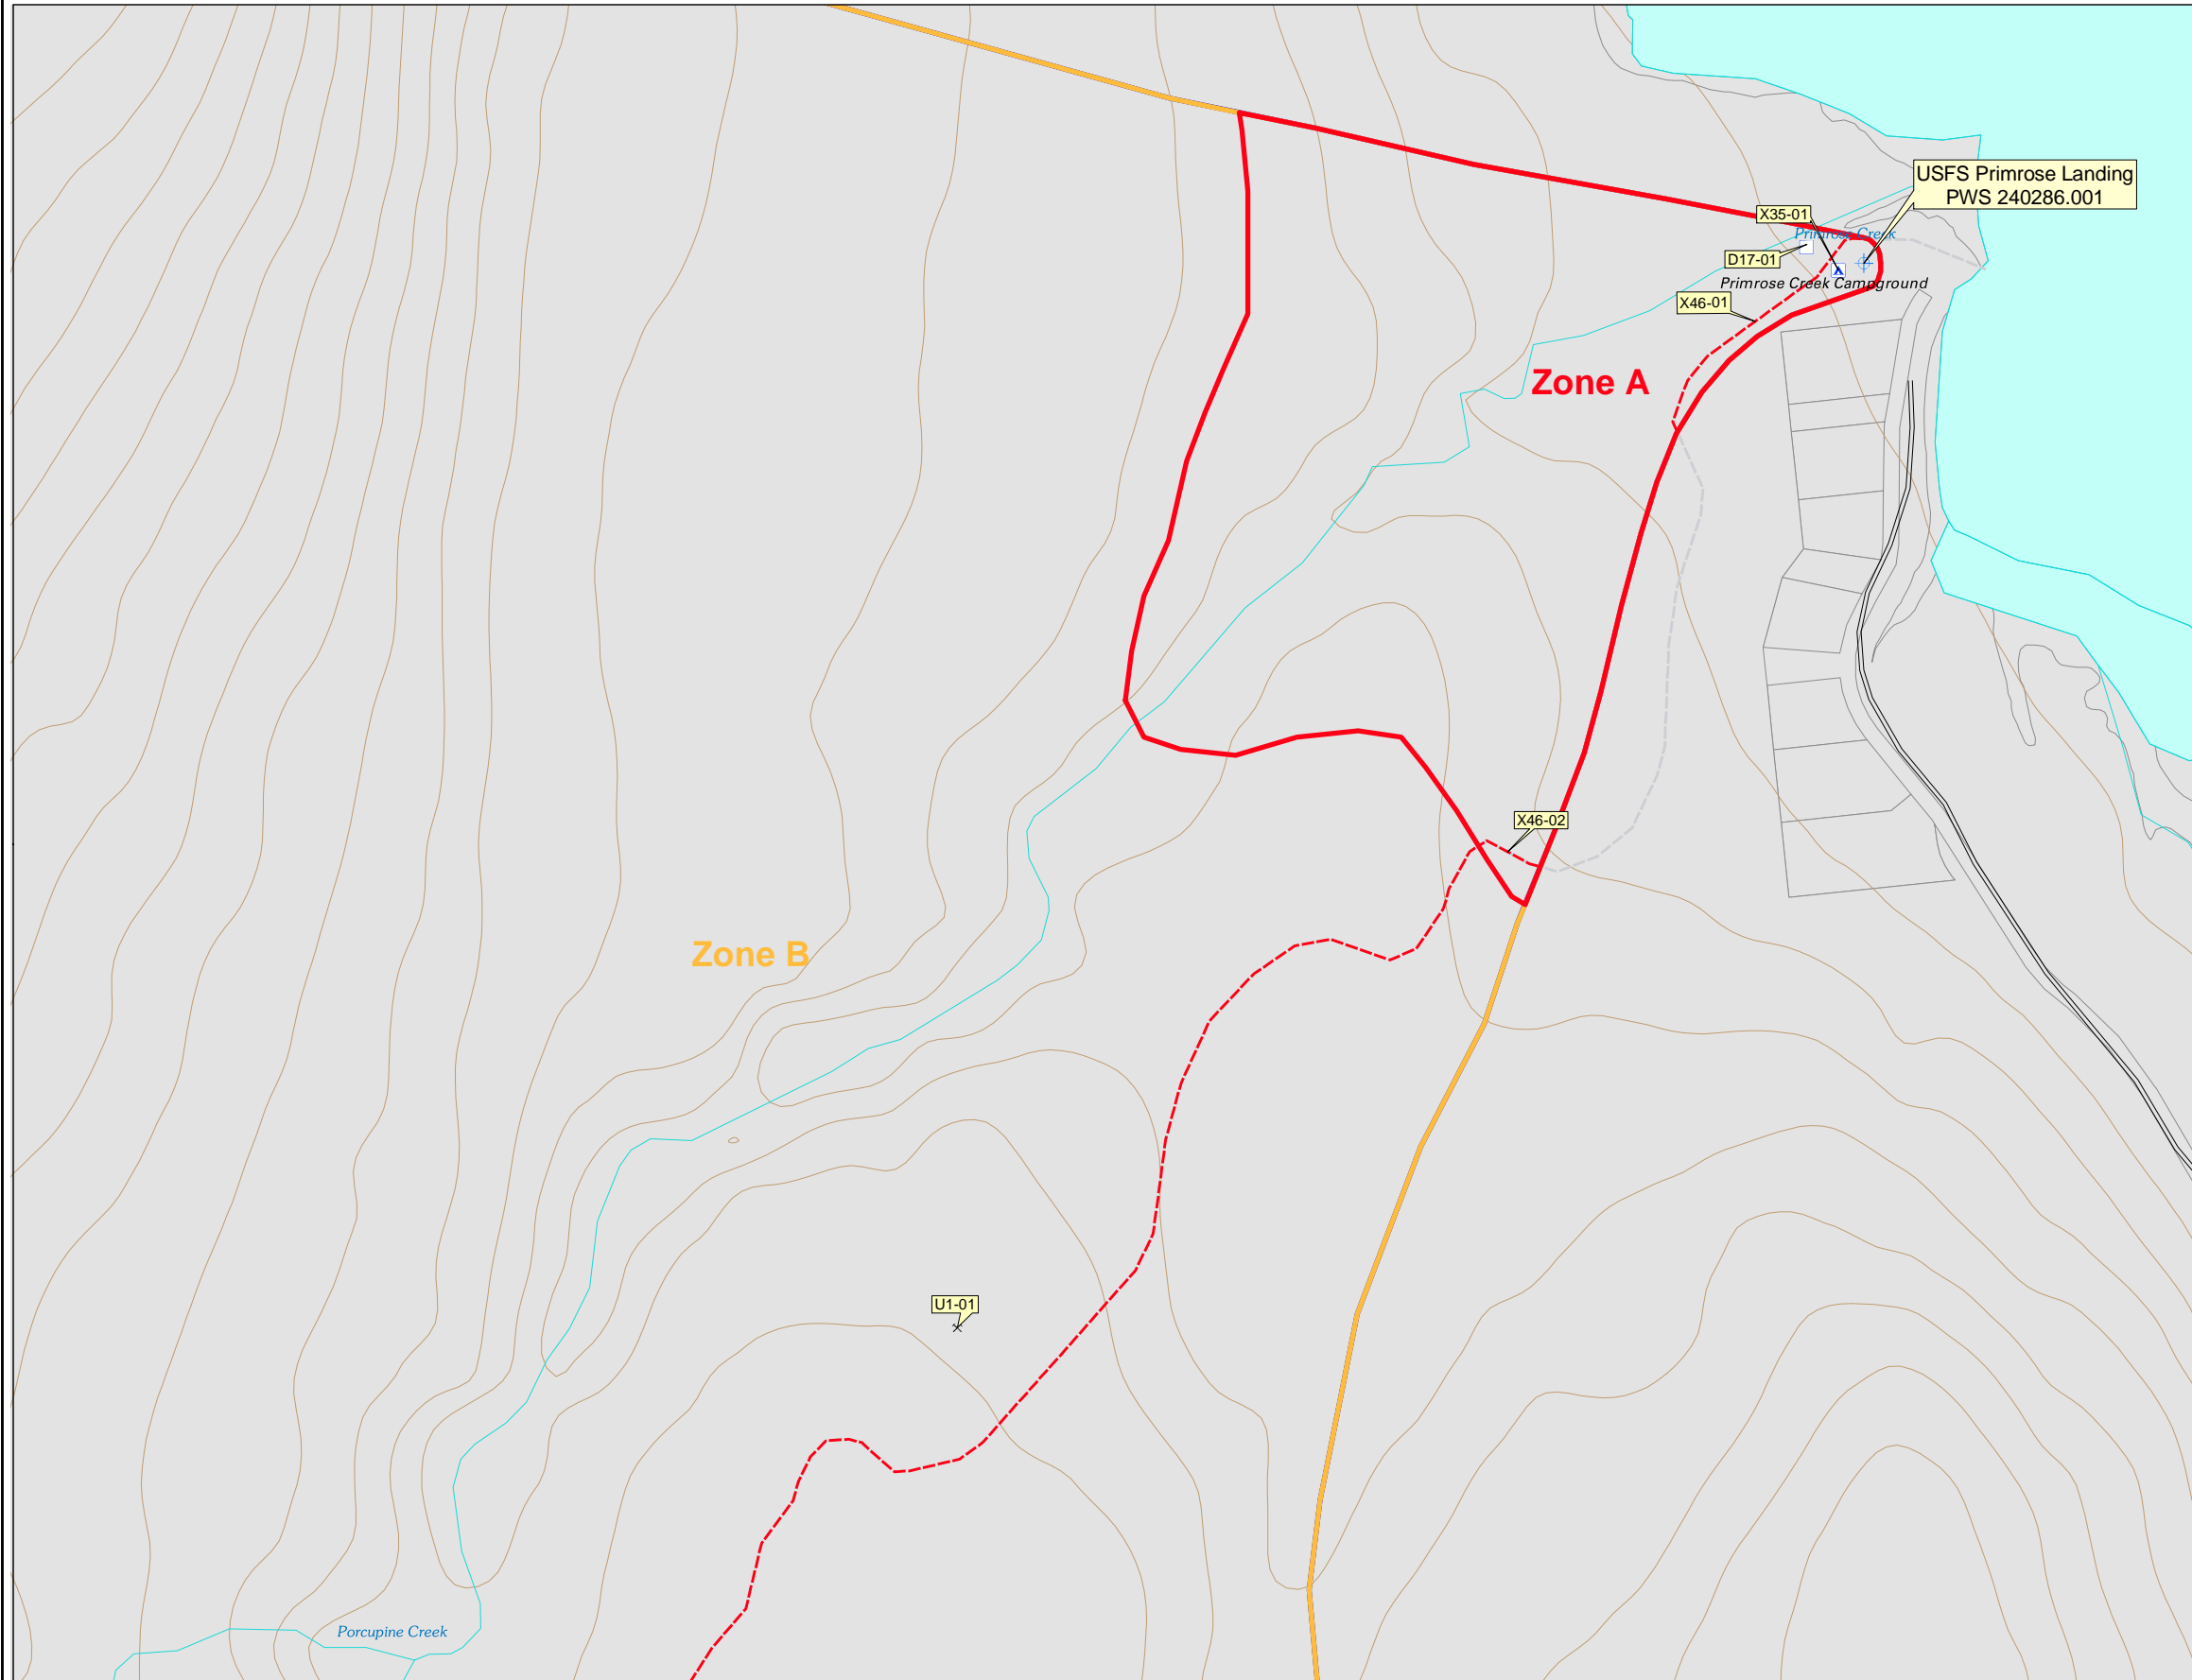 USFS Primrose Landing
PWS 240286.001
X35-01
Primrose Creek
D17-01
Primrose Creek Campground
X46-01
Zone A
X46-02
Zone B
U1-01
Porcupine Creek